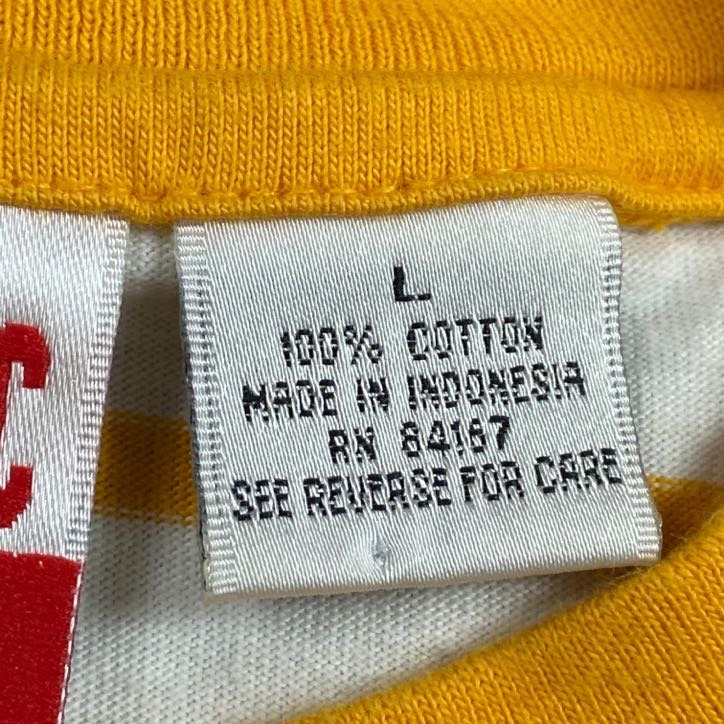 L
100% COTTON
MADE IN INDONESIA
RN 84167
SEE REVERSE FOR CARE
C